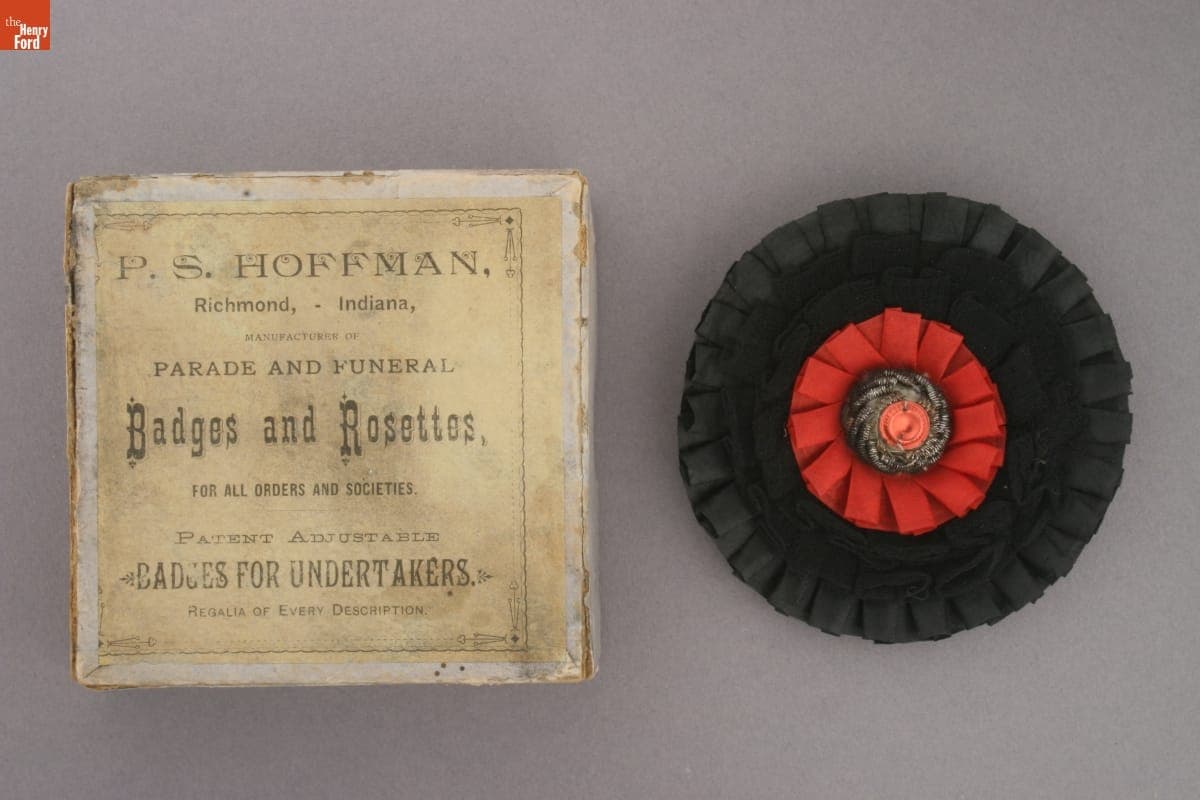 the
Henry
Ford
P. S. HOFFMAN,
Richmond, - Indiana,
MANUFACTURER OF
PARADE AND FUNERAL
Badges and Rosettes,
FOR ALL ORDERS AND SOCIETIES.
PATENT ADJUSTABLE
BADGES FOR UNDERTAKERS.
REGALIA OF EVERY DESCRIPTION.